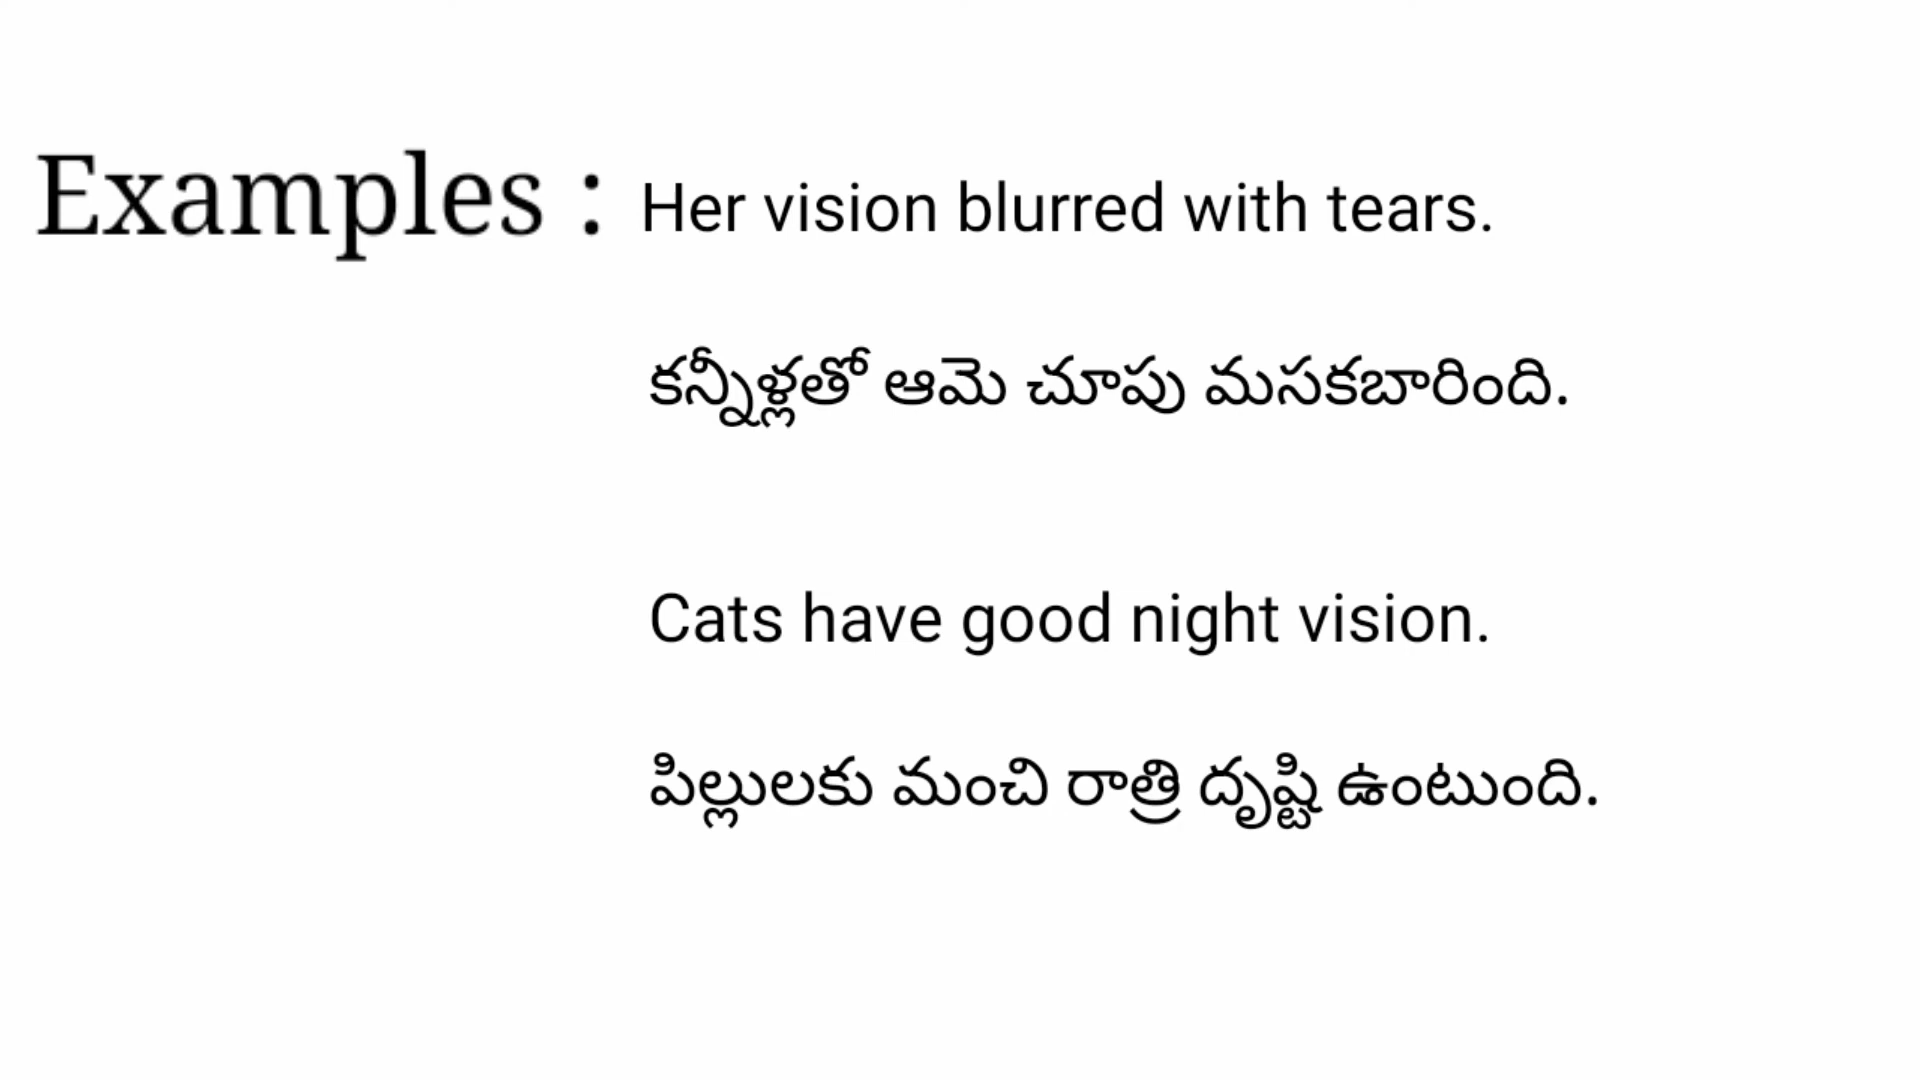 Examples : Her vision blurred with tears.
కన్నీళ్లతో ఆమె చూపు మసకబారింది.
Cats have good night vision.
పిల్లులకు మంచి రాత్రి దృష్టి ఉంటుంది.